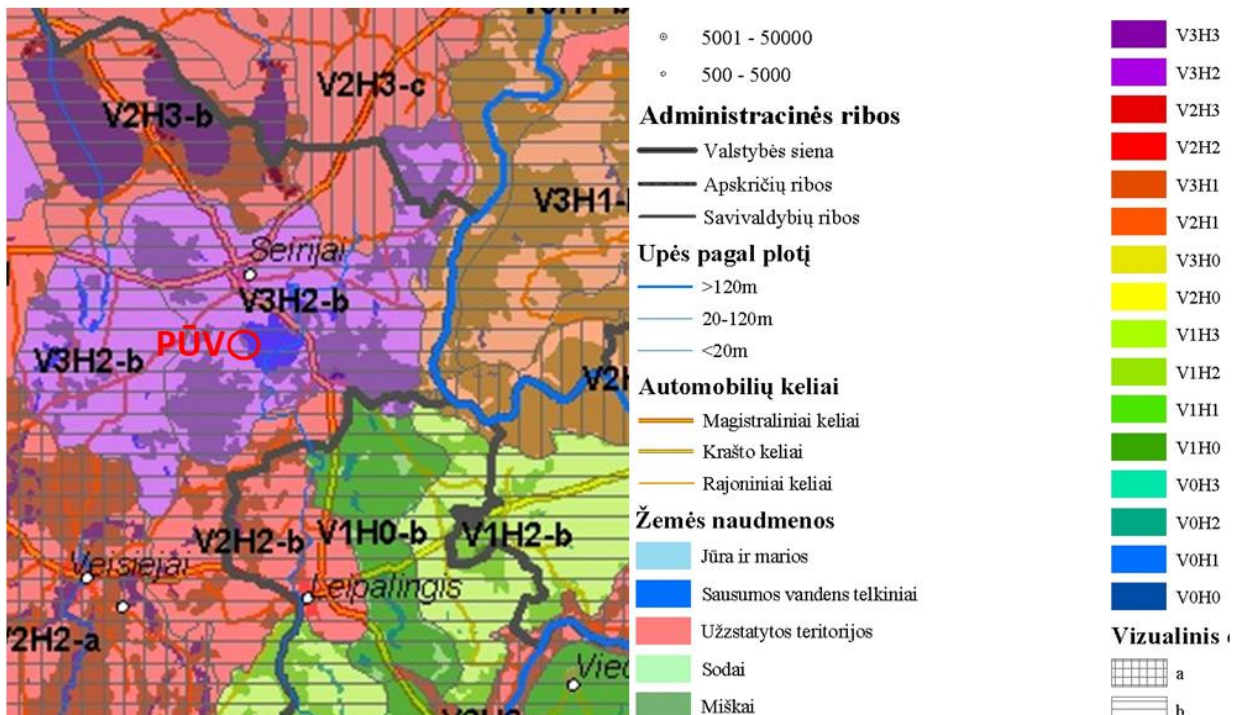 V2H3-b
V2H3-c
V3H1-
Seirijai
V3H2-b
PŪV
V3H2-b
V2H2-b
V1H0-b
V1H2-b
Veisiejai
Leipalingis
V2H2-a
Vied
5001 - 50000
500 - 5000
Administracinės ribos
Valstybės siena
Apskričių ribos
Savivaldybių ribos
Upės pagal plotį
>120m
20-120m
<20m
Automobilių keliai
Magistraliniai keliai
Krašto keliai
Rajoniniai keliai
Žemės naudmenos
Jūra ir marios
Sausumos vandens telkiniai
Užzstatytos teritorijos
Sodai
Miškai
V3H3
V3H2
V2H3
V2H2
V3H1
V2H1
V3H0
V2H0
V1H3
V1H2
V1H1
V1H0
V0H3
V0H2
V0H1
V0H0
Vizualinis
a
b